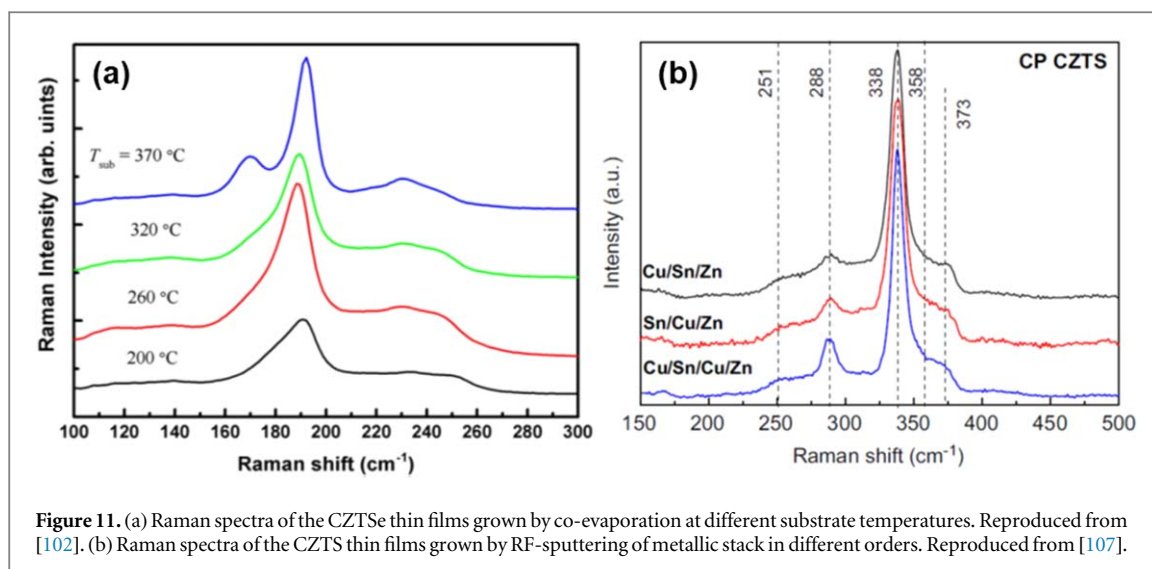 (a)
Raman Intensity (arb. uints)
T_sub = 370 °C
320 °C
260 °C
200 °C
100 120 140 160 180 200 220 240 260 280 300
Raman shift (cm⁻¹)
(b)
CP CZTS
251
288
338
358
373
Intensity (a.u.)
Cu/Sn/Zn
Sn/Cu/Zn
Cu/Sn/Cu/Zn
150 200 250 300 350 400 450 500
Raman shift (cm⁻¹)
Figure 11. (a) Raman spectra of the CZTSe thin films grown by co-evaporation at different substrate temperatures. Reproduced from
[102]. (b) Raman spectra of the CZTS thin films grown by RF-sputtering of metallic stack in different orders. Reproduced from [107].